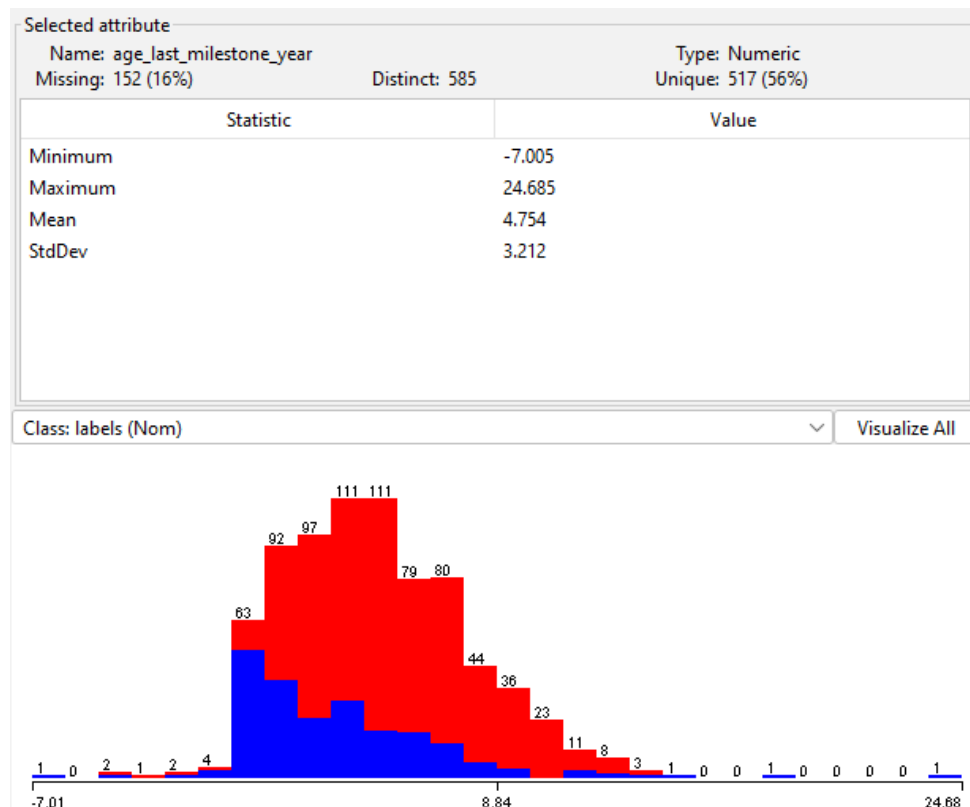 Selected attribute
Name: age_last_milestone_year Type: Numeric
Missing: 152 (16%) Distinct: 585 Unique: 517 (56%)
Statistic Value
Minimum -7.005
Maximum 24.685
Mean 4.754
StdDev 3.212
Class: labels (Nom) Visualize All
111 111
92 97
79 80
63
44
36
23
11
8
1 0 2 1 2 4 3 1 0 0 1 0 0 0 0 1
-7.01 8.84 24.68